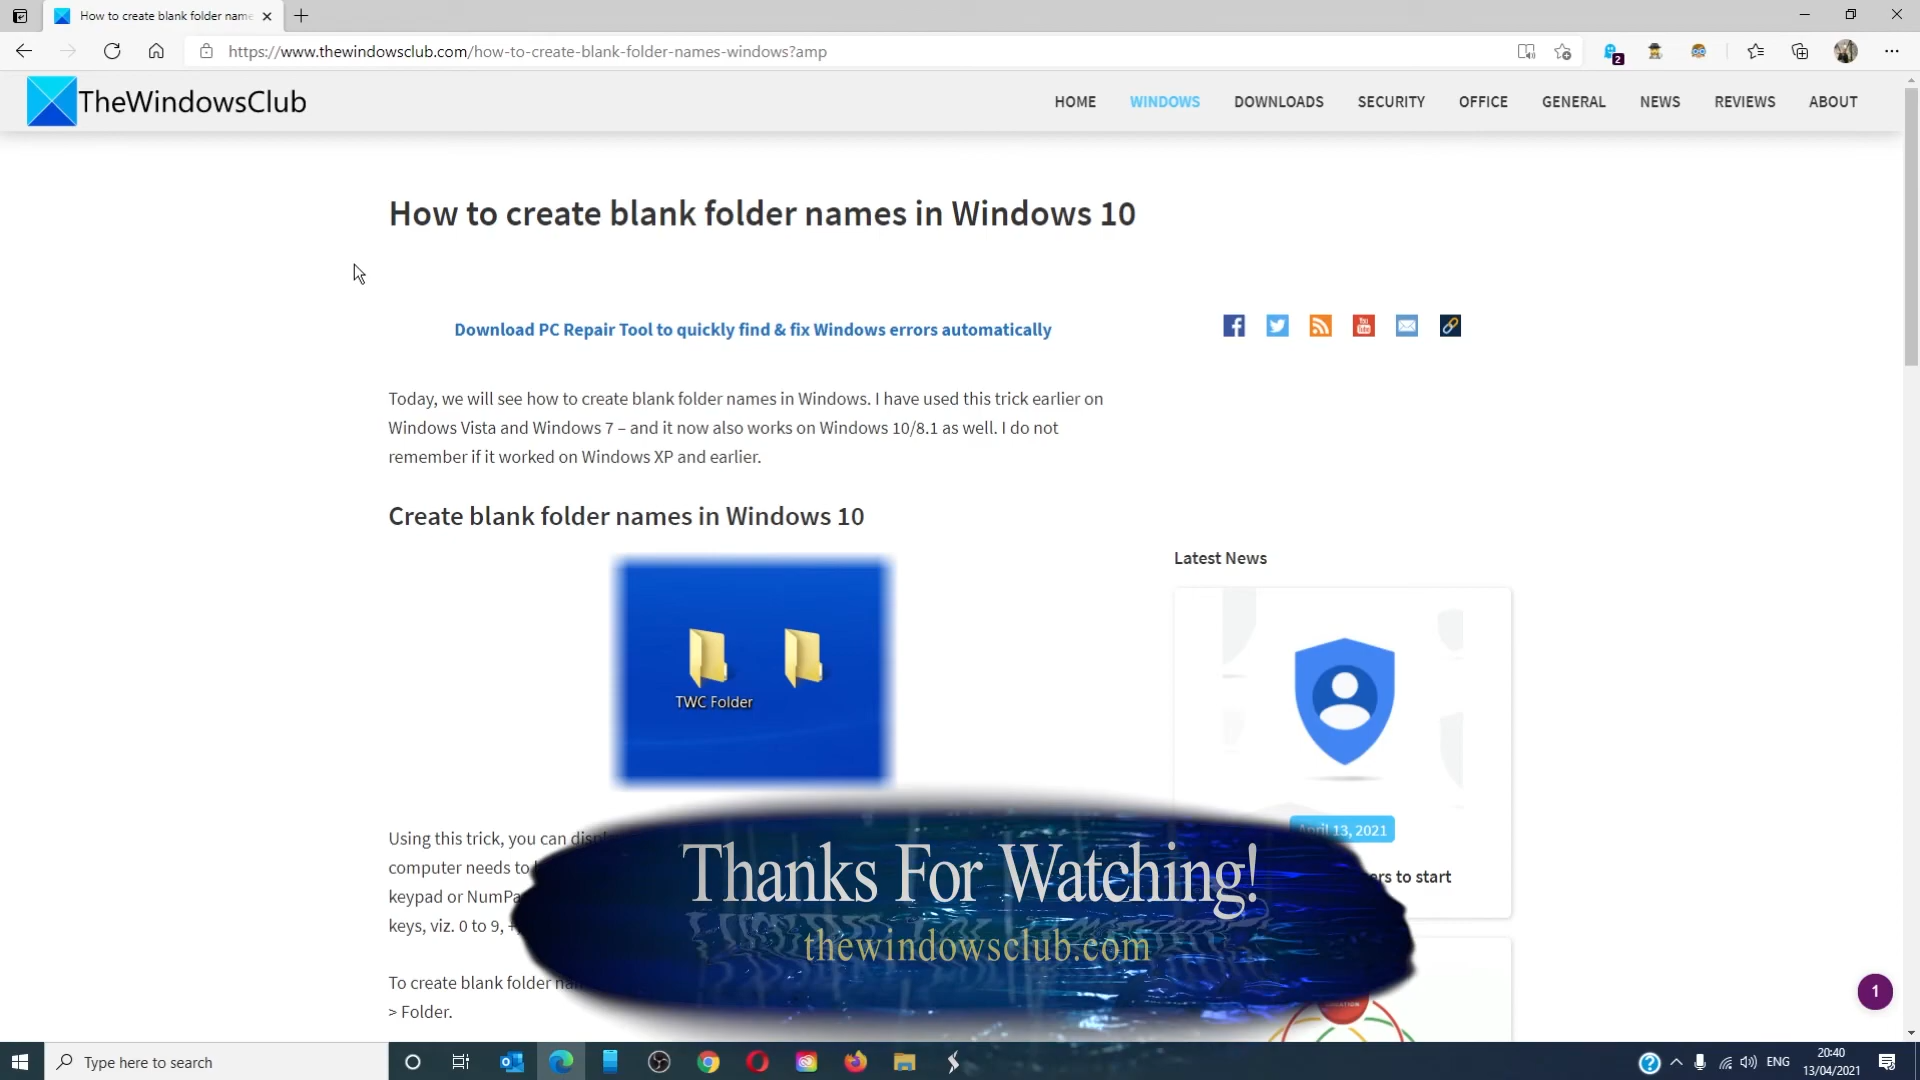 How to create blank folder name
https://www.thewindowsclub.com/how-to-create-blank-folder-names-windows?amp
2
TheWindowsClub
HOME WINDOWS DOWNLOADS SECURITY OFFICE GENERAL NEWS REVIEWS ABOUT
How to create blank folder names in Windows 10
Download PC Repair Tool to quickly find & fix Windows errors automatically
You
Tube
Today, we will see how to create blank folder names in Windows. I have used this trick earlier on
Windows Vista and Windows 7 – and it now also works on Windows 10/8.1 as well. I do not
remember if it worked on Windows XP and earlier.
Create blank folder names in Windows 10
TWC Folder
Latest News
April 13, 2021
to start
Using this trick, you can
computer needs to
keypad or
keys, viz. 0 to 9,
To create blank folder
> Folder.
Thanks For Watching!
thewindowsclub.com
1
Type here to search
ENG
20:40
13/04/2021